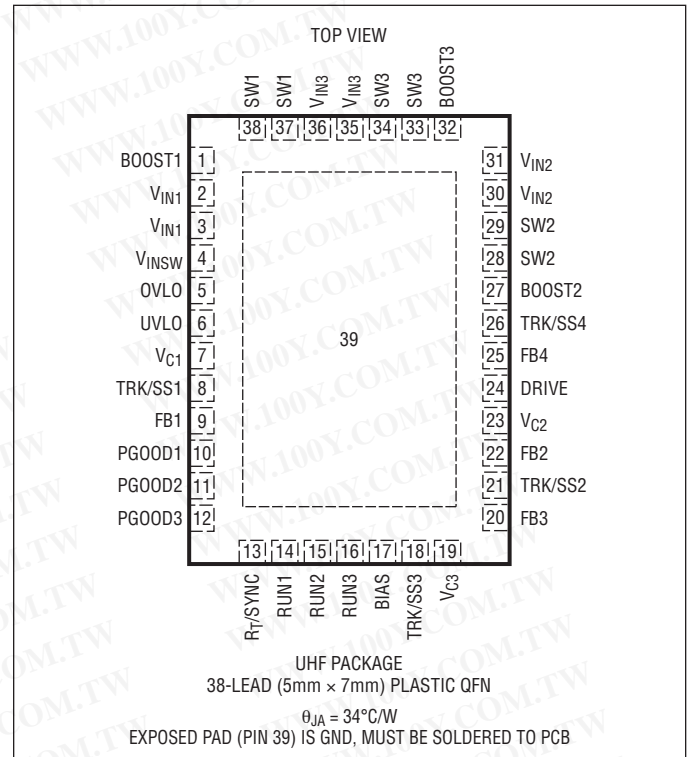 TOP VIEW
SW1
SW1
VIN3
VIN3
SW3
SW3
BOOST3
38 37 36 35 34 33 32
BOOST1 1
VIN1 2
VIN1 3
VINSW 4
OVLO 5
UVLO 6
VC1 7
TRK/SS1 8
FB1 9
PGOOD1 10
PGOOD2 11
PGOOD3 12
39
31 VIN2
30 VIN2
29 SW2
28 SW2
27 BOOST2
26 TRK/SS4
25 FB4
24 DRIVE
23 VC2
22 FB2
21 TRK/SS2
20 FB3
13 14 15 16 17 18 19
RT/SYNC
RUN1
RUN2
RUN3
BIAS
TRK/SS3
VC3
UHF PACKAGE
38-LEAD (5mm × 7mm) PLASTIC QFN
θJA = 34°C/W
EXPOSED PAD (PIN 39) IS GND, MUST BE SOLDERED TO PCB
WWW.100Y.COM.TW